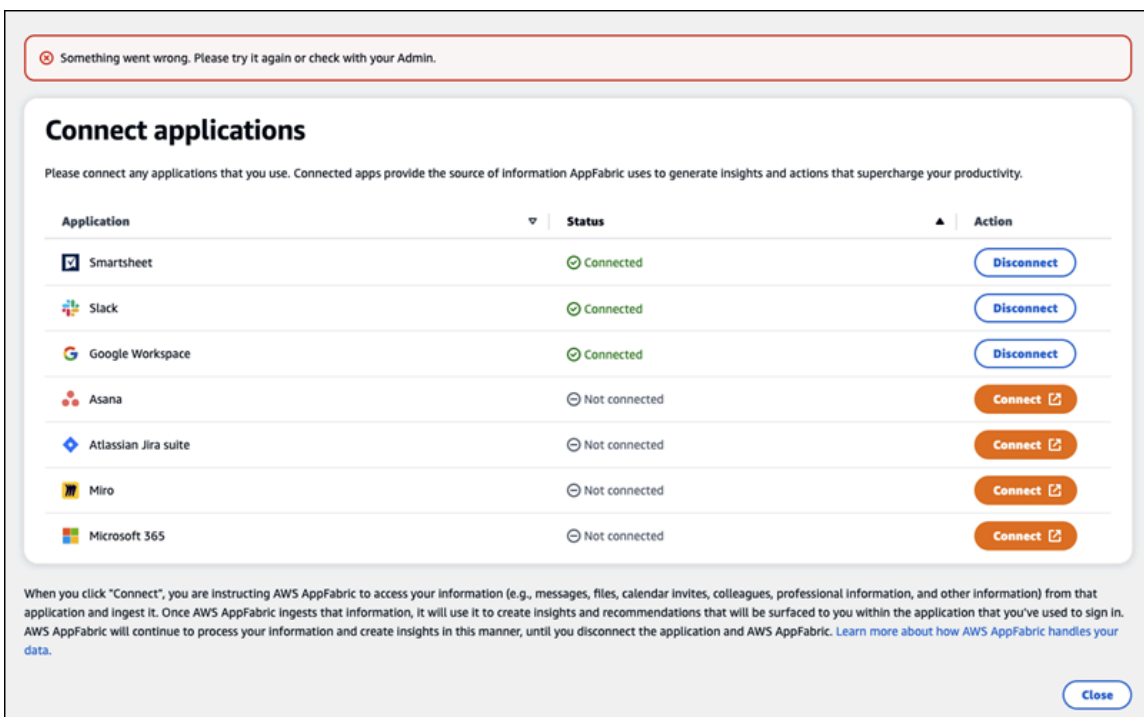 Something went wrong. Please try it again or check with your Admin.
Connect applications
Please connect any applications that you use. Connected apps provide the source of information AppFabric uses to generate insights and actions that supercharge your productivity.
Application Status Action
Smartsheet Connected Disconnect
Slack Connected Disconnect
Google Workspace Connected Disconnect
Asana Not connected Connect
Atlassian Jira suite Not connected Connect
Miro Not connected Connect
Microsoft 365 Not connected Connect
When you click "Connect", you are instructing AWS AppFabric to access your information (e.g., messages, files, calendar invites, colleagues, professional information, and other information) from that
application and ingest it. Once AWS AppFabric ingests that information, it will use it to create insights and recommendations that will be surfaced to you within the application that you've used to sign in.
AWS AppFabric will continue to process your information and create insights in this manner, until you disconnect the application and AWS AppFabric. Learn more about how AWS AppFabric handles your
data.
Close